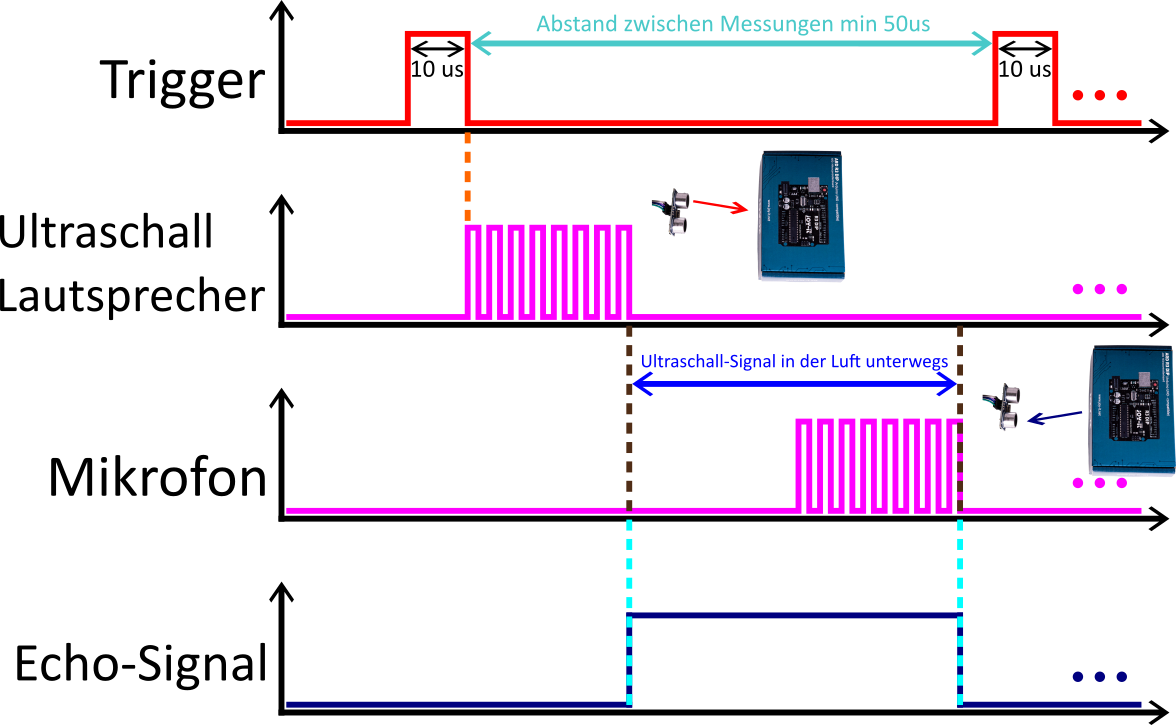 Abstand zwischen Messungen min 50us
10 us
10 us
Trigger
Ultraschall
Lautsprecher
Ultraschall-Signal in der Luft unterwegs
Mikrofon
Echo-Signal